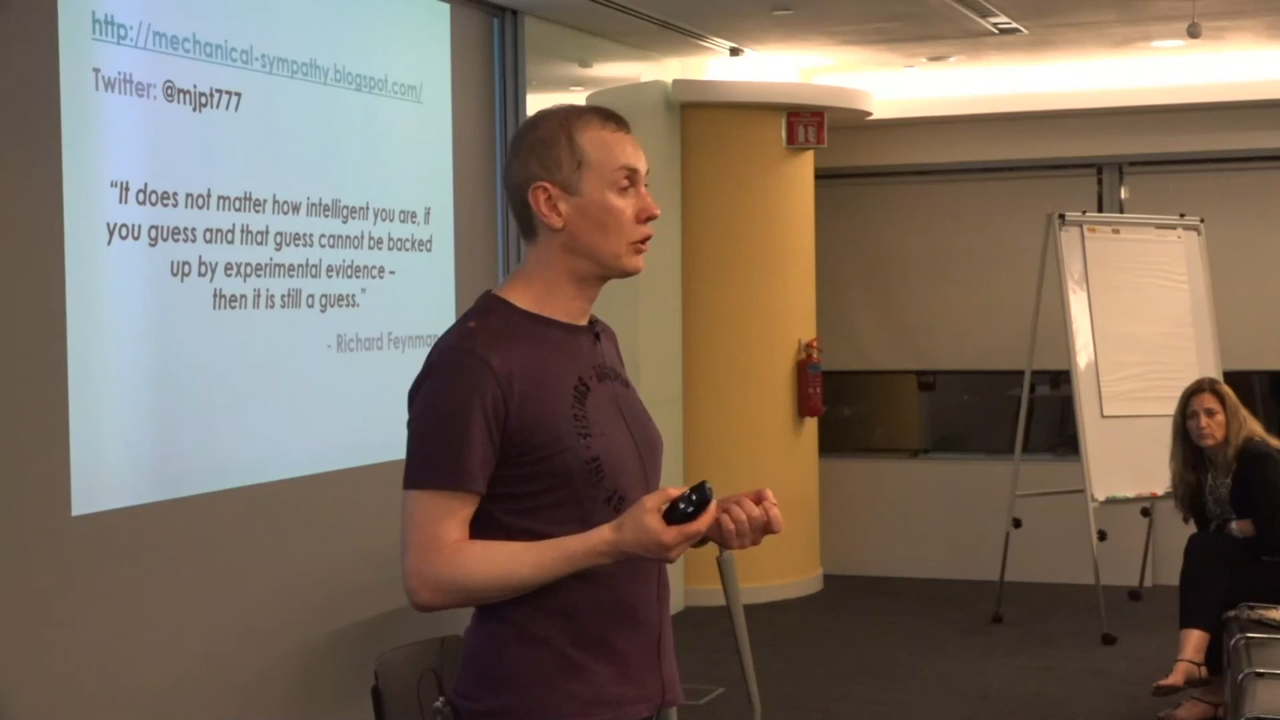 http://mechanical-sympathy.blogspot.com/
Twitter: @mjpt777
“It does not matter how intelligent you are, if
you guess and that guess cannot be backed
up by experimental evidence –
then it is still a guess.”
- Richard Feynman